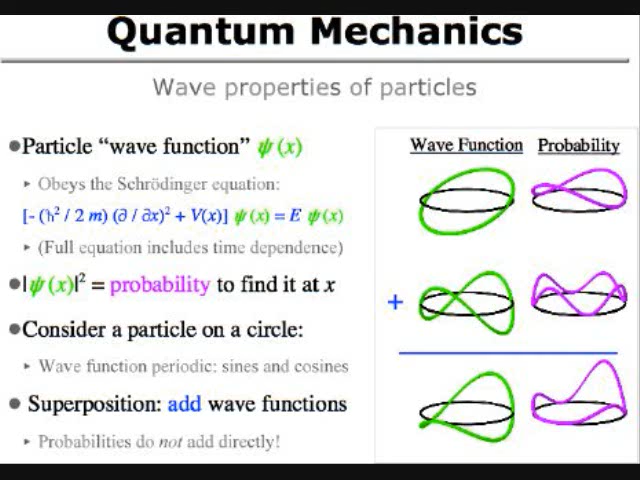 Quantum Mechanics
Wave properties of particles
●Particle “wave function” ψ(x)
▸ Obeys the Schrödinger equation:
[- (ħ² / 2 m) (∂ / ∂x)² + V(x)] ψ(x) = E ψ(x)
▸ (Full equation includes time dependence)
●|ψ(x)|² = probability to find it at x
●Consider a particle on a circle:
▸ Wave function periodic: sines and cosines
● Superposition: add wave functions
▸ Probabilities do not add directly!
Wave Function Probability
+